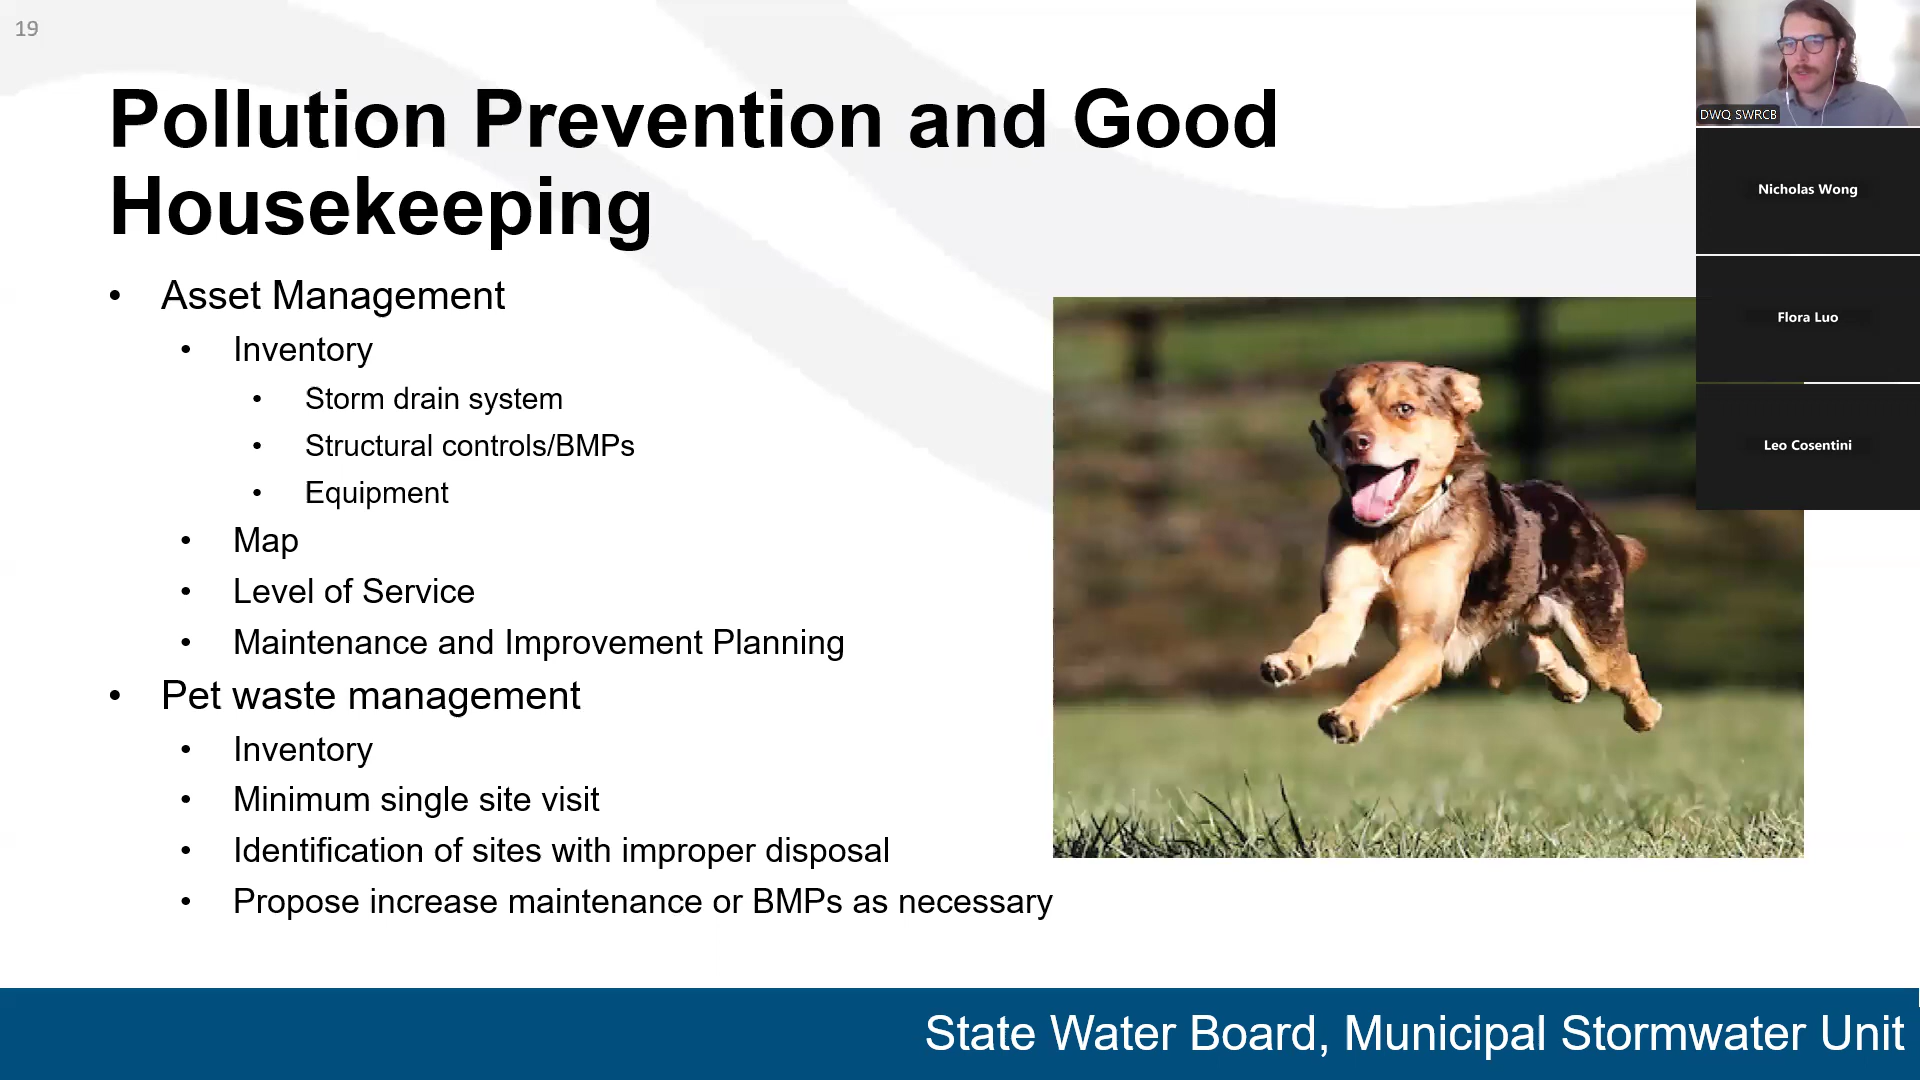 19
Pollution Prevention and Good
Housekeeping
• Asset Management
• Inventory
• Storm drain system
• Structural controls/BMPs
• Equipment
• Map
• Level of Service
• Maintenance and Improvement Planning
• Pet waste management
• Inventory
• Minimum single site visit
• Identification of sites with improper disposal
• Propose increase maintenance or BMPs as necessary
DWQ SWRCB
Nicholas Wong
Flora Luo
Leo Cosentini
State Water Board, Municipal Stormwater Unit